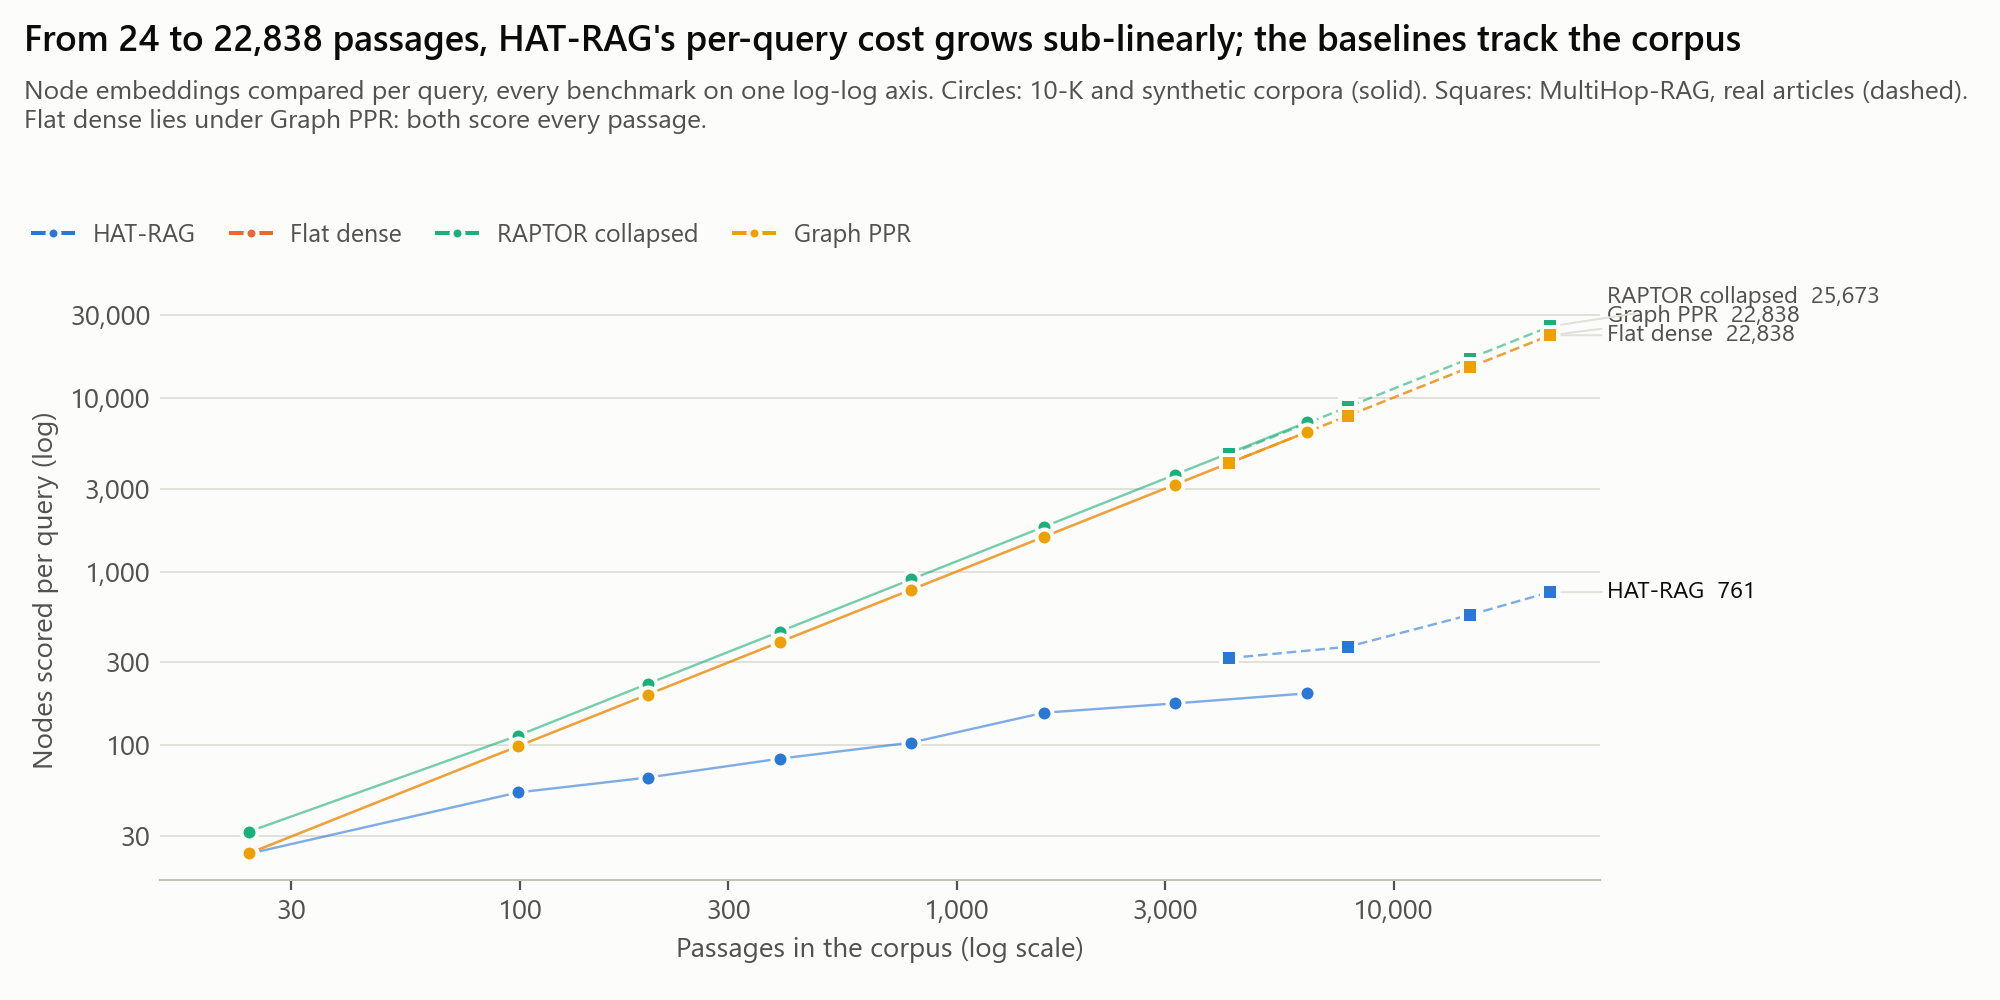 From 24 to 22,838 passages, HAT-RAG's per-query cost grows sub-linearly; the baselines track the corpus
Node embeddings compared per query, every benchmark on one log-log axis. Circles: 10-K and synthetic corpora (solid). Squares: MultiHop-RAG, real articles (dashed).
Flat dense lies under Graph PPR: both score every passage.
HAT-RAG
Flat dense
RAPTOR collapsed
Graph PPR
Nodes scored per query (log)
30,000
10,000
3,000
1,000
300
100
30
RAPTOR collapsed 25,673
Graph PPR 22,838
Flat dense 22,838
HAT-RAG 761
30
100
300
1,000
3,000
10,000
Passages in the corpus (log scale)